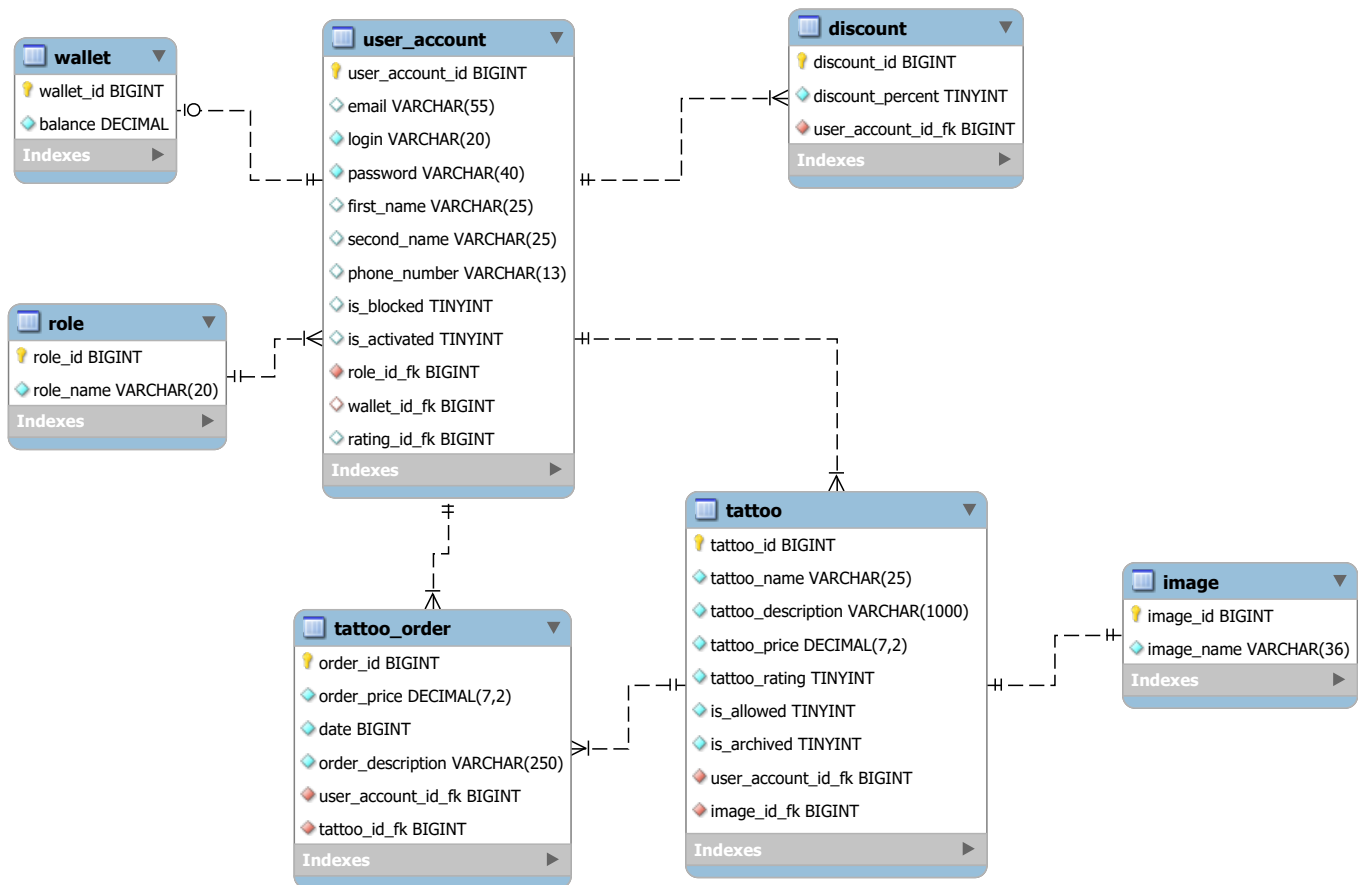 wallet
wallet_id BIGINT
balance DECIMAL
Indexes
user_account
user_account_id BIGINT
email VARCHAR(55)
login VARCHAR(20)
password VARCHAR(40)
first_name VARCHAR(25)
second_name VARCHAR(25)
phone_number VARCHAR(13)
is_blocked TINYINT
is_activated TINYINT
role_id_fk BIGINT
wallet_id_fk BIGINT
rating_id_fk BIGINT
Indexes
discount
discount_id BIGINT
discount_percent TINYINT
user_account_id_fk BIGINT
Indexes
role
role_id BIGINT
role_name VARCHAR(20)
Indexes
tattoo_order
order_id BIGINT
order_price DECIMAL(7,2)
date BIGINT
order_description VARCHAR(250)
user_account_id_fk BIGINT
tattoo_id_fk BIGINT
Indexes
tattoo
tattoo_id BIGINT
tattoo_name VARCHAR(25)
tattoo_description VARCHAR(1000)
tattoo_price DECIMAL(7,2)
tattoo_rating TINYINT
is_allowed TINYINT
is_archived TINYINT
user_account_id_fk BIGINT
image_id_fk BIGINT
Indexes
image
image_id BIGINT
image_name VARCHAR(36)
Indexes